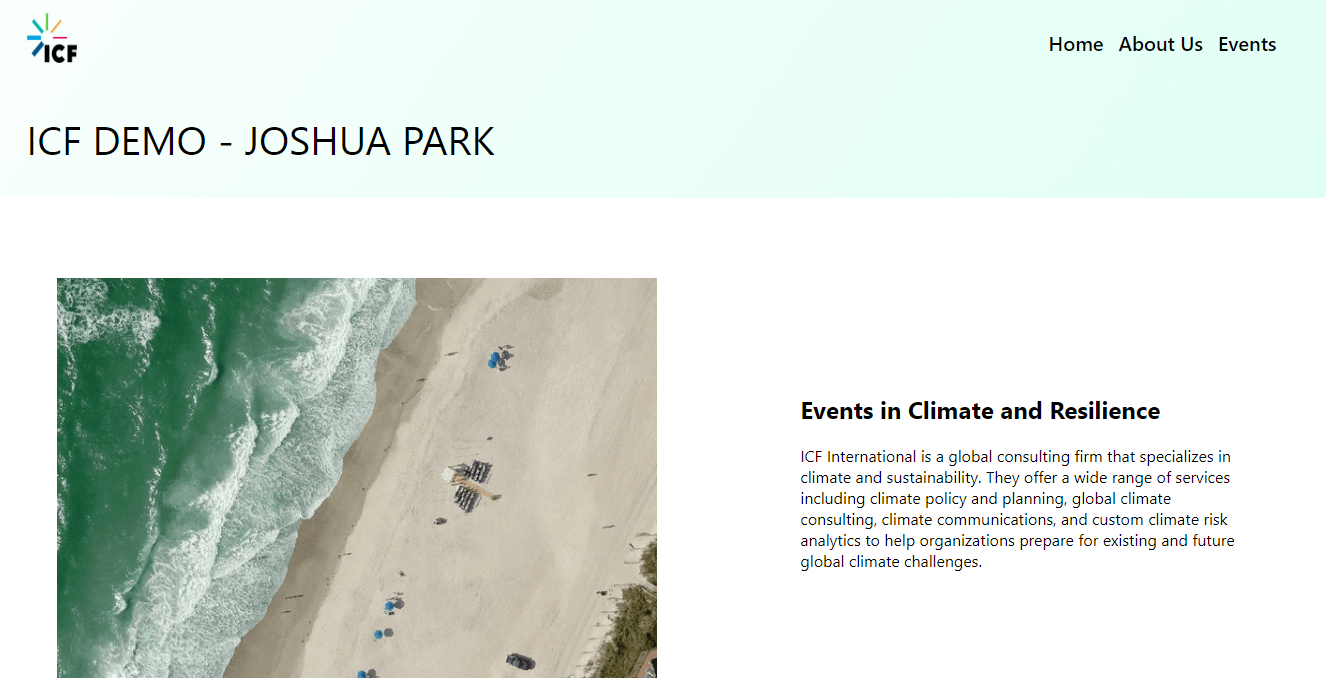 ICF
Home About Us Events
ICF DEMO - JOSHUA PARK
Events in Climate and Resilience
ICF International is a global consulting firm that specializes in
climate and sustainability. They offer a wide range of services
including climate policy and planning, global climate
consulting, climate communications, and custom climate risk
analytics to help organizations prepare for existing and future
global climate challenges.